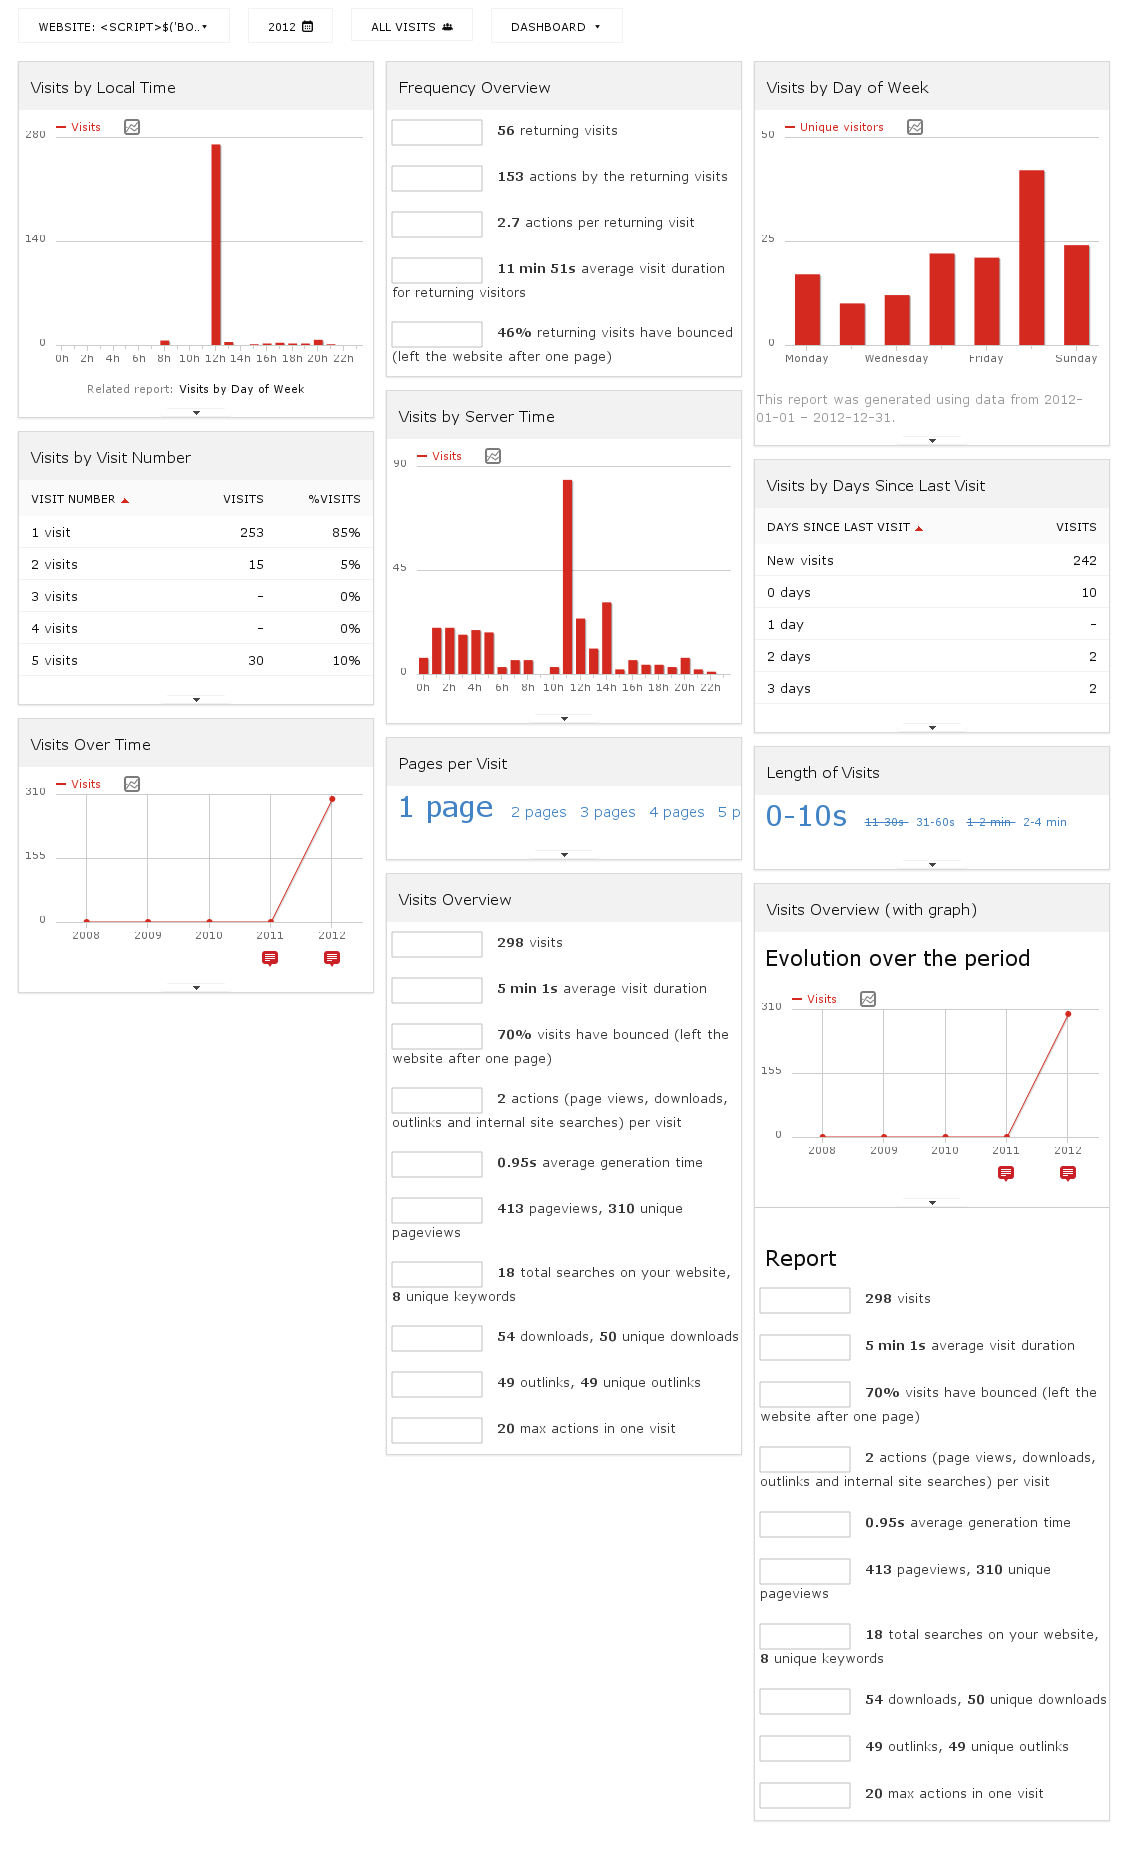 WEBSITE: <SCRIPT>$('BO..
2012
ALL VISITS
DASHBOARD
Visits by Local Time
Visits
280
140
0
0h 2h 4h 6h 8h 10h 12h 14h 16h 18h 20h 22h
Related report: Visits by Day of Week
Visits by Visit Number
VISIT NUMBER VISITS %VISITS
1 visit 253 85%
2 visits 15 5%
3 visits - 0%
4 visits - 0%
5 visits 30 10%
Visits Over Time
Visits
310
155
0
2008 2009 2010 2011 2012
Frequency Overview
56 returning visits
153 actions by the returning visits
2.7 actions per returning visit
11 min 51s average visit duration
for returning visitors
46% returning visits have bounced
(left the website after one page)
Visits by Server Time
Visits
90
45
0
0h 2h 4h 6h 8h 10h 12h 14h 16h 18h 20h 22h
Pages per Visit
1 page 2 pages 3 pages 4 pages 5 p
Visits Overview
298 visits
5 min 1s average visit duration
70% visits have bounced (left the
website after one page)
2 actions (page views, downloads,
outlinks and internal site searches) per visit
0.95s average generation time
413 pageviews, 310 unique
pageviews
18 total searches on your website,
8 unique keywords
54 downloads, 50 unique downloads
49 outlinks, 49 unique outlinks
20 max actions in one visit
Visits by Day of Week
Unique visitors
50
25
0
Monday Wednesday Friday Sunday
This report was generated using data from 2012-
01-01 - 2012-12-31.
Visits by Days Since Last Visit
DAYS SINCE LAST VISIT VISITS
New visits 242
0 days 10
1 day -
2 days 2
3 days 2
Length of Visits
0-10s 11-30s 31-60s 1-2 min 2-4 min
Visits Overview (with graph)
Evolution over the period
Visits
310
155
0
2008 2009 2010 2011 2012
Report
298 visits
5 min 1s average visit duration
70% visits have bounced (left the
website after one page)
2 actions (page views, downloads,
outlinks and internal site searches) per visit
0.95s average generation time
413 pageviews, 310 unique
pageviews
18 total searches on your website,
8 unique keywords
54 downloads, 50 unique downloads
49 outlinks, 49 unique outlinks
20 max actions in one visit